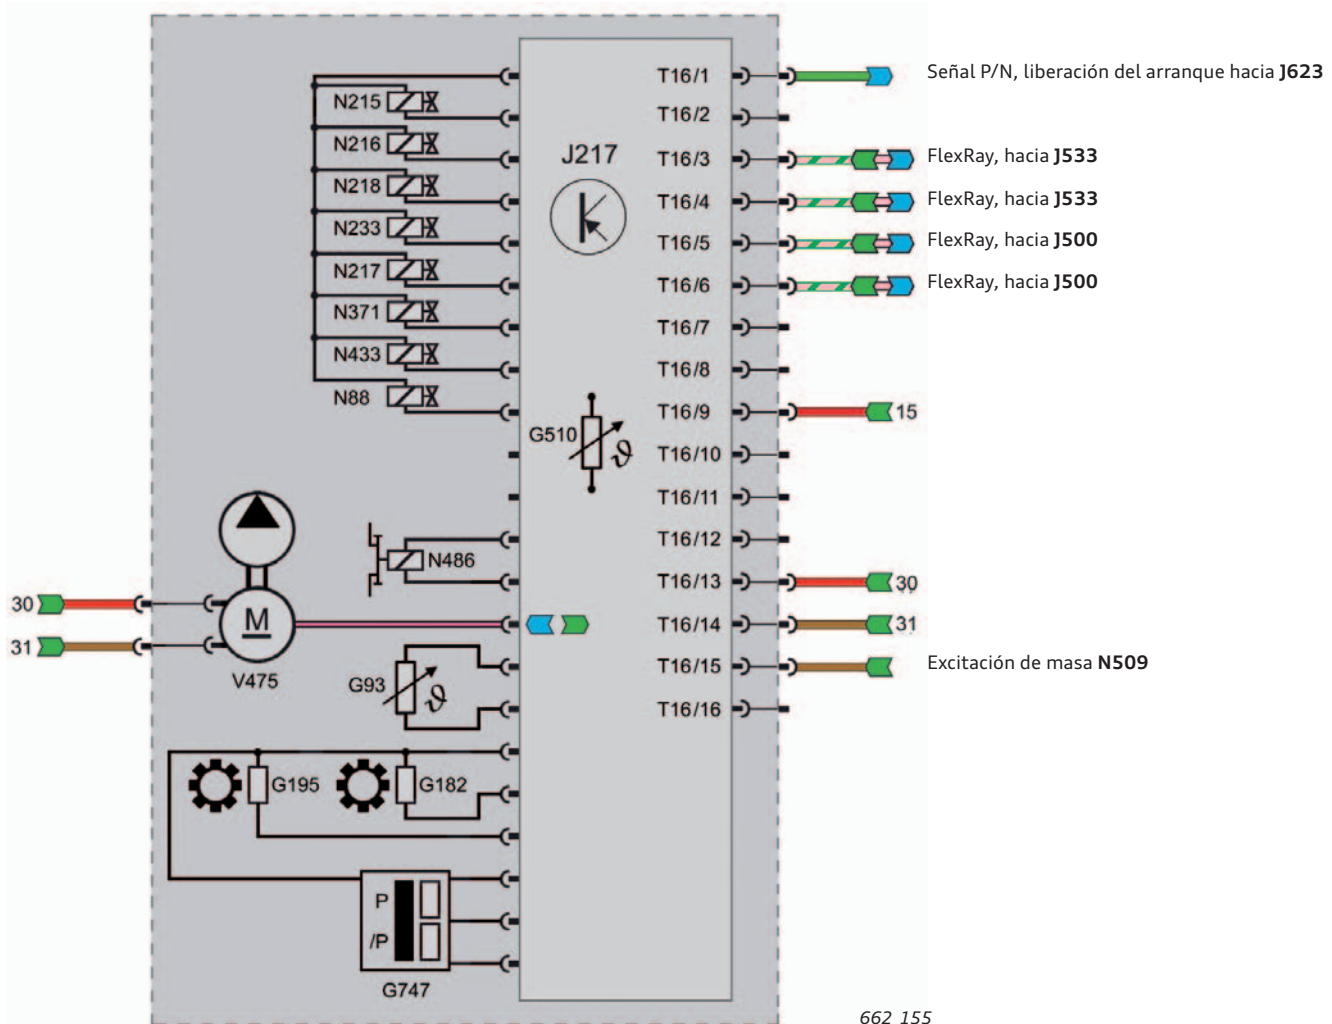 T16/1
Señal P/N, liberación del arranque hacia J623
N215
T16/2
N216
J217
T16/3
FlexRay, hacia J533
N218
T16/4
FlexRay, hacia J533
N233
T16/5
FlexRay, hacia J500
N217
T16/6
FlexRay, hacia J500
N371
T16/7
N433
T16/8
N88
T16/9
15
G510
T16/10
T16/11
T16/12
N486
T16/13
30
30
M
T16/14
31
31
V475
T16/15
Excitación de masa N509
G93
T16/16
G195
G182
P
/P
G747
662_155